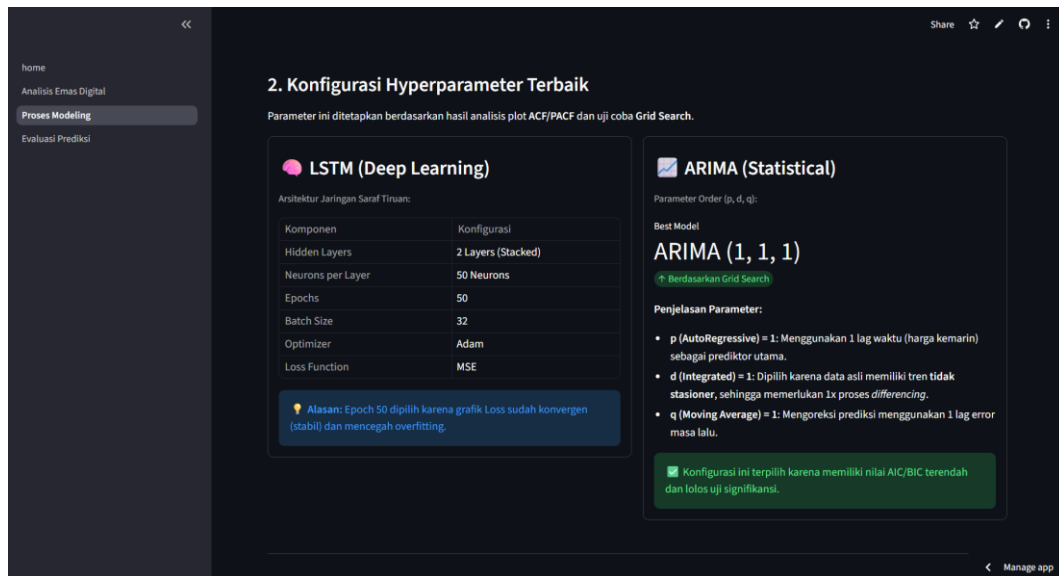 Share
home
Analisis Emas Digital
Proses Modeling
Evaluasi Prediksi
2. Konfigurasi Hyperparameter Terbaik
Parameter ini ditetapkan berdasarkan hasil analisis plot ACF/PACF dan uji coba Grid Search.
LSTM (Deep Learning)
Arsitektur Jaringan Saraf Tiruan:
Komponen Konfigurasi
Hidden Layers 2 Layers (Stacked)
Neurons per Layer 50 Neurons
Epochs 50
Batch Size 32
Optimizer Adam
Loss Function MSE
Alasan: Epoch 50 dipilih karena grafik Loss sudah konvergen
(stabil) dan mencegah overfitting.
ARIMA (Statistical)
Parameter Order (p, d, q):
Best Model
ARIMA (1, 1, 1)
↑ Berdasarkan Grid Search
Penjelasan Parameter:
• p (AutoRegressive) = 1: Menggunakan 1 lag waktu (harga kemarin)
sebagai prediktor utama.
• d (Integrated) = 1: Dipilih karena data asli memiliki tren tidak
stasioner, sehingga memerlukan 1x proses differencing.
• q (Moving Average) = 1: Mengoreksi prediksi menggunakan 1 lag error
masa lalu.
Konfigurasi ini terpilih karena memiliki nilai AIC/BIC terendah
dan lolos uji signifikansi.
Manage app